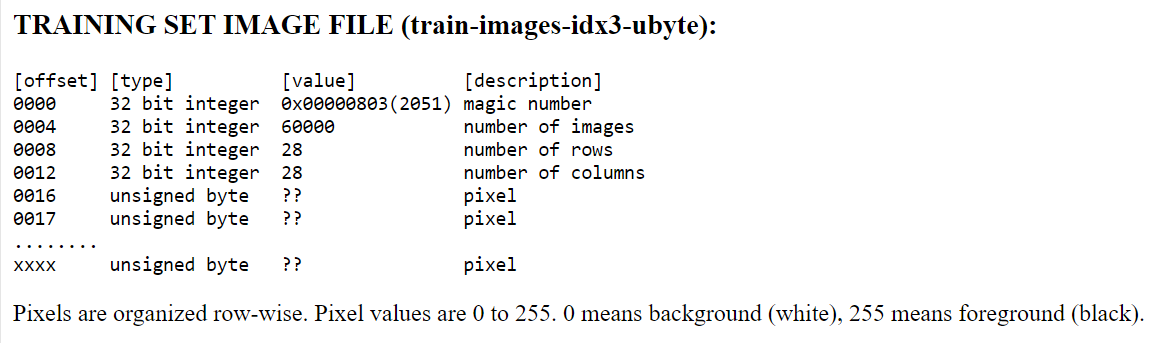 TRAINING SET IMAGE FILE (train-images-idx3-ubyte):
[offset] [type]          [value]          [description]
0000     32 bit integer  0x00000803(2051) magic number
0004     32 bit integer  60000            number of images
0008     32 bit integer  28               number of rows
0012     32 bit integer  28               number of columns
0016     unsigned byte   ??               pixel
0017     unsigned byte   ??               pixel
........
xxxx     unsigned byte   ??               pixel
Pixels are organized row-wise. Pixel values are 0 to 255. 0 means background (white), 255 means foreground (black).